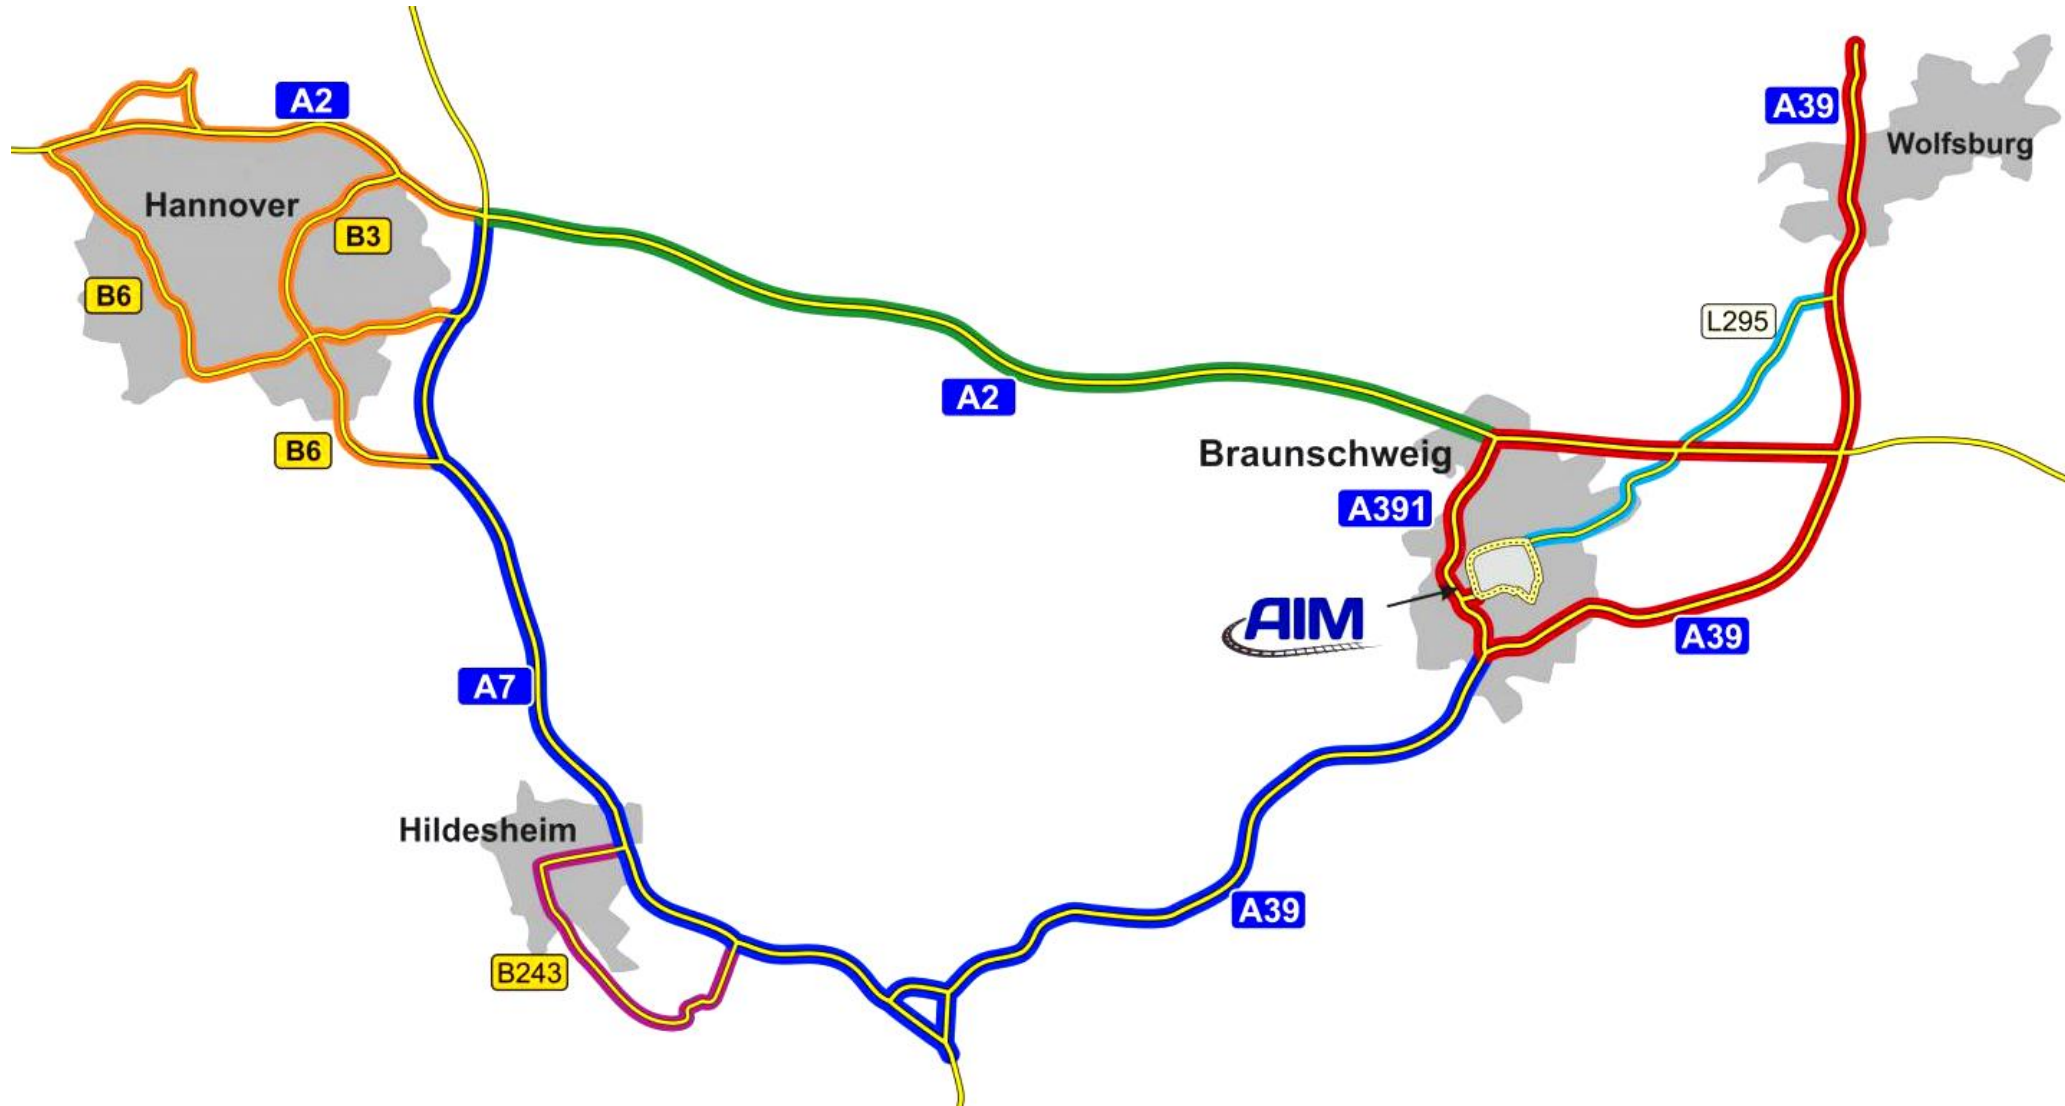 A2
A39
Wolfsburg
Hannover
B3
B6
L295
A2
B6
Braunschweig
A391
AIM
A39
A7
Hildesheim
A39
B243